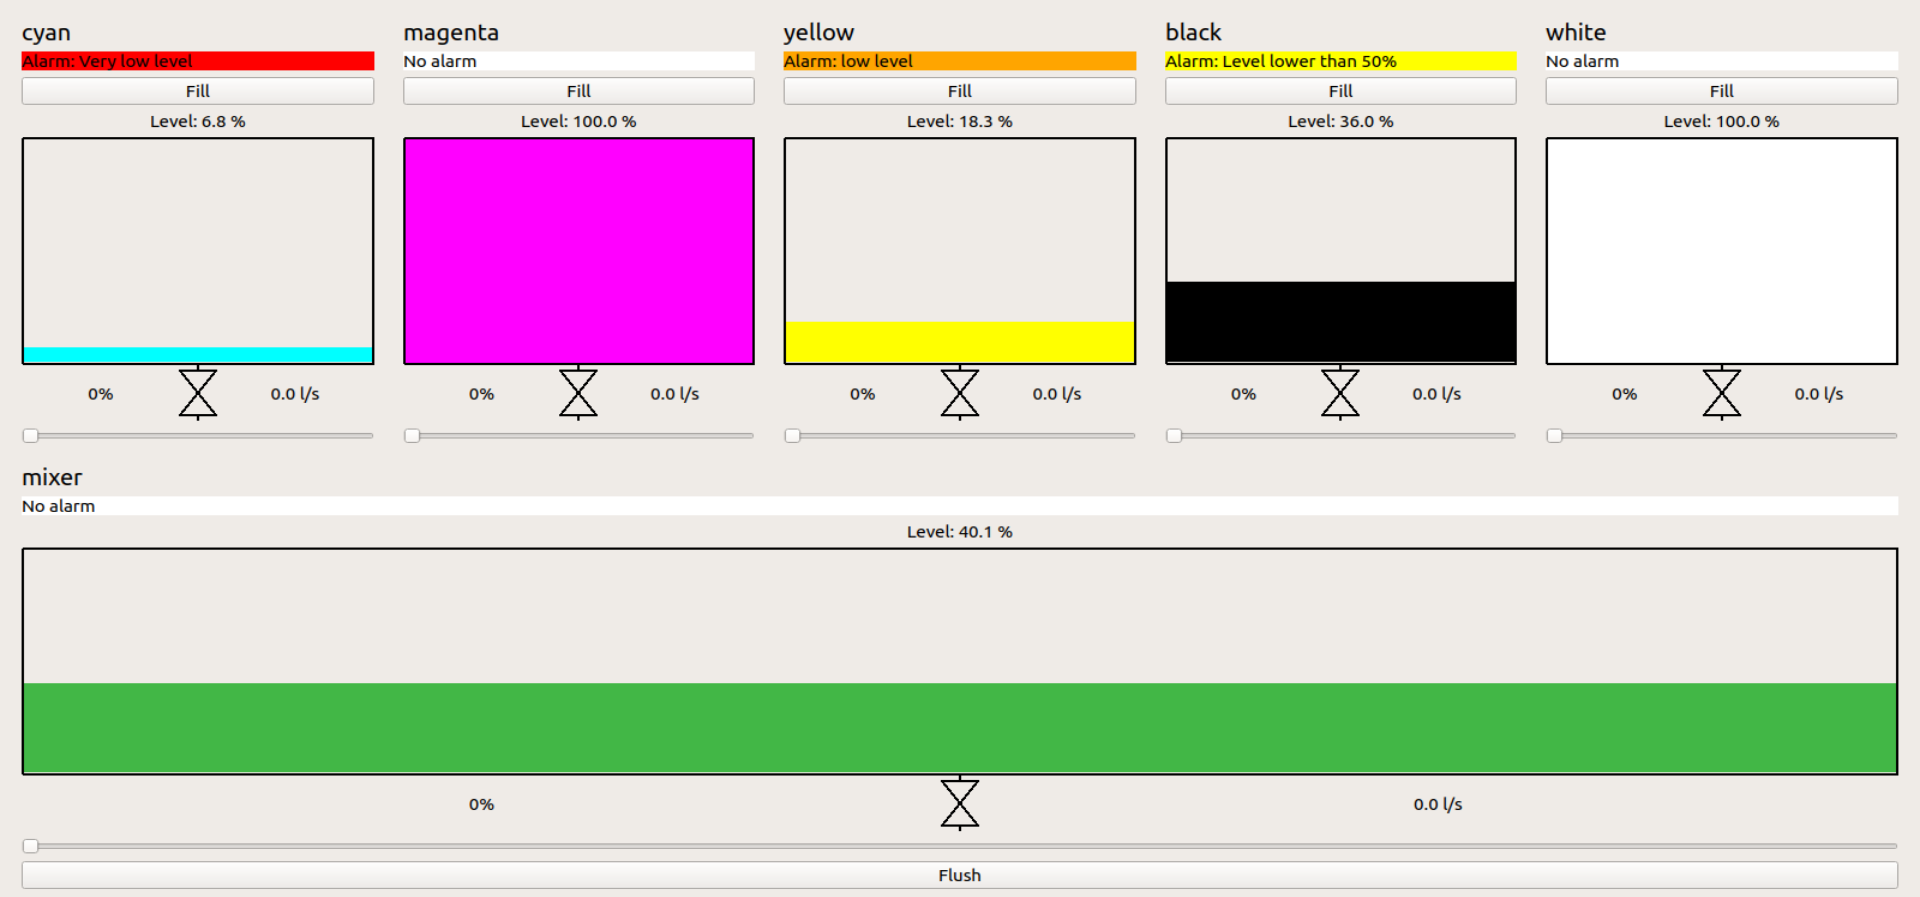 cyan
magenta
yellow
black
white
Alarm: Very low level
No alarm
Alarm: low level
Alarm: Level lower than 50%
No alarm
Fill
Fill
Fill
Fill
Fill
Level: 6.8 %
Level: 100.0 %
Level: 18.3 %
Level: 36.0 %
Level: 100.0 %
0%
0.0 l/s
0%
0.0 l/s
0%
0.0 l/s
0%
0.0 l/s
0%
0.0 l/s
mixer
No alarm
Level: 40.1 %
0%
0.0 l/s
Flush